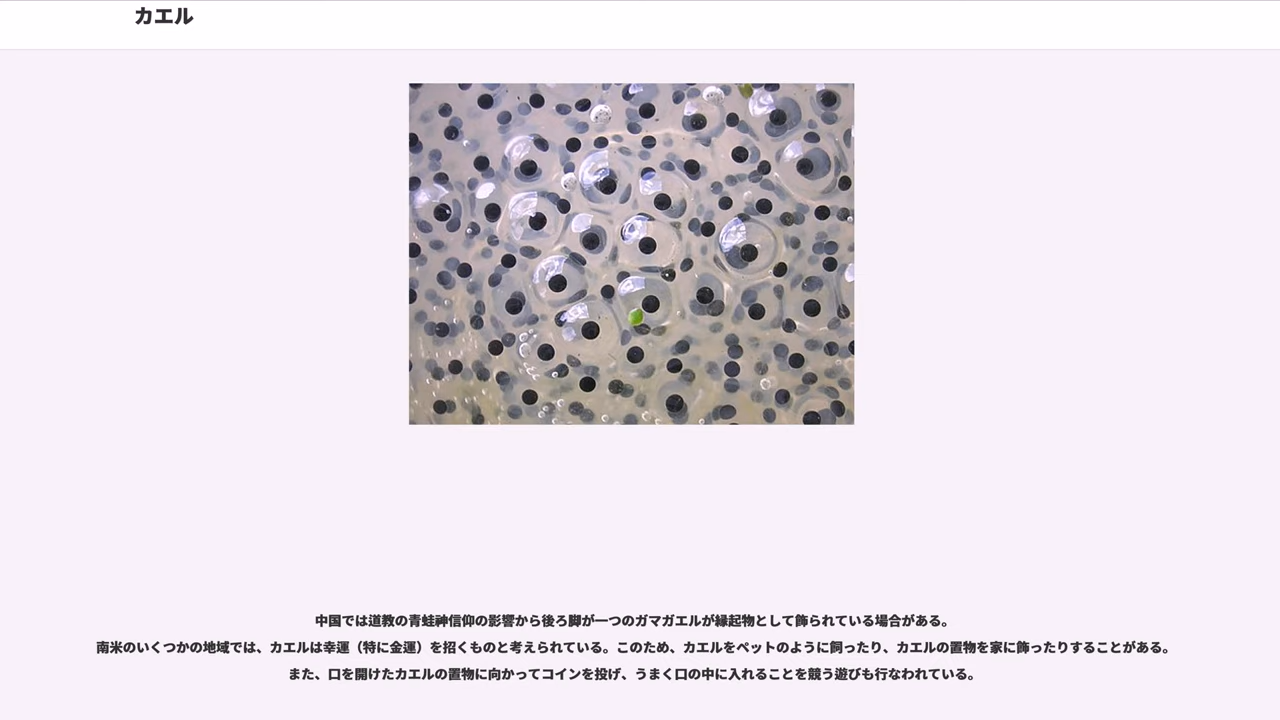 カエル
中国では道教の青蛙神信仰の影響から後ろ脚が一つのガマガエルが縁起物として飾られている場合がある。
南米のいくつかの地域では、カエルは幸運（特に金運）を招くものと考えられている。このため、カエルをペットのように飼ったり、カエルの置物を家に飾ったりすることがある。
また、口を開けたカエルの置物に向かってコインを投げ、うまく口の中に入れることを競う遊びも行なわれている。